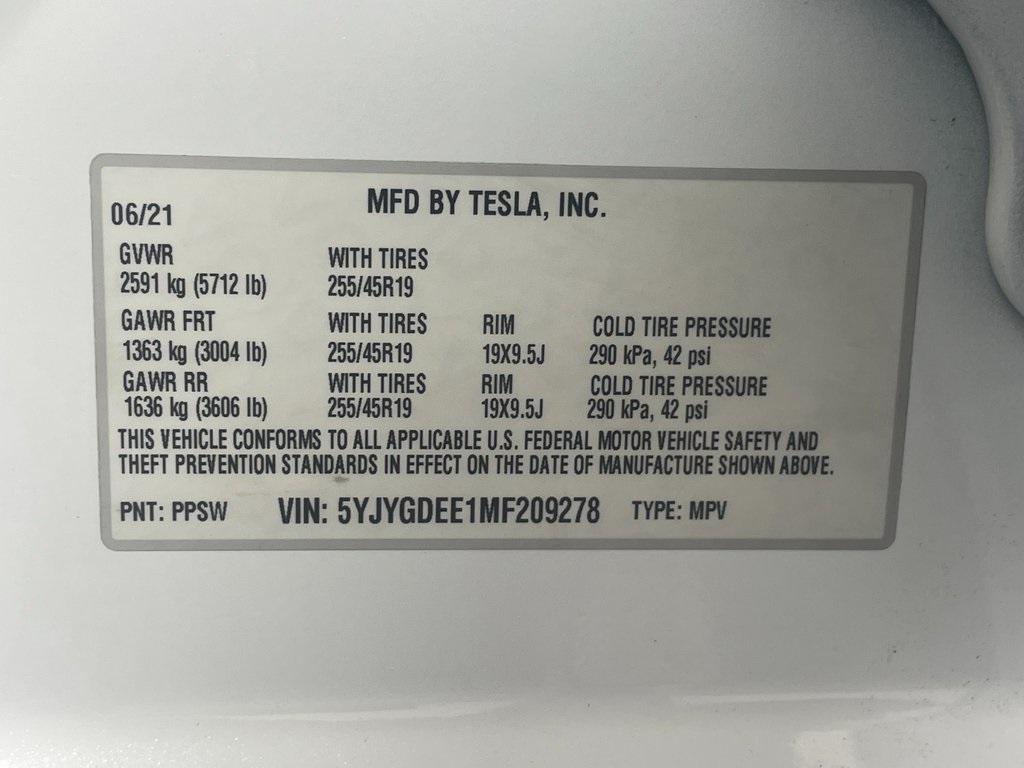 MFD BY TESLA, INC.
06/21
GVWR WITH TIRES
2591 kg (5712 lb) 255/45R19
GAWR FRT WITH TIRES RIM COLD TIRE PRESSURE
1363 kg (3004 lb) 255/45R19 19X9.5J 290 kPa, 42 psi
GAWR RR WITH TIRES RIM COLD TIRE PRESSURE
1636 kg (3606 lb) 255/45R19 19X9.5J 290 kPa, 42 psi
THIS VEHICLE CONFORMS TO ALL APPLICABLE U.S. FEDERAL MOTOR VEHICLE SAFETY AND
THEFT PREVENTION STANDARDS IN EFFECT ON THE DATE OF MANUFACTURE SHOWN ABOVE.
PNT: PPSW VIN: 5YJYGDEE1MF209278 TYPE: MPV